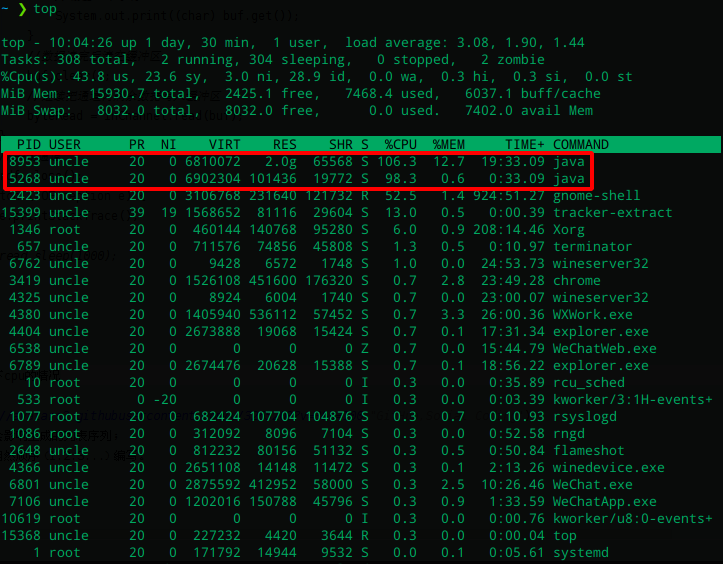 ~ ❯ top
System.out.print((char) buf.get());
top - 10:04:26 up 1 day, 30 min,  1 user,  load average: 3.08, 1.90, 1.44
Tasks: 308 total,   2 running, 304 sleeping,   0 stopped,   2 zombie
%Cpu(s): 43.8 us, 23.6 sy,  3.0 ni, 28.9 id,  0.0 wa,  0.3 hi,  0.3 si,  0.0 st
MiB Mem :  15930.7 total,   2425.1 free,   7468.4 used,   6037.1 buff/cache
MiB Swap:   8032.0 total,   8032.0 free,      0.0 used.   7402.0 avail Mem
PID USER      PR  NI    VIRT    RES    SHR S  %CPU  %MEM     TIME+ COMMAND
8953 uncle     20   0 6810072   2.0g  65568 S 106.3  12.7  19:33.09 java
5268 uncle     20   0 6902304 101436  19772 S  98.3   0.6   0:33.09 java
2423 uncle     20   0 3106768 231640 121732 R  52.5   1.4 924:51.27 gnome-shell
15399 uncle     39  19 1568652  81116  29604 S  13.0   0.5   0:00.39 tracker-extract
1346 root      20   0  460144 140768  95280 S   6.0   0.9 208:14.46 Xorg
657 uncle     20   0  711576  74856  45808 S   1.3   0.5   0:10.97 terminator
6762 uncle     20   0    9428   6572   1748 S   1.0   0.0  24:53.73 wineserver32
3419 uncle     20   0 1526108 451600 176320 S   0.7   2.8  23:49.28 chrome
4325 uncle     20   0    8924   6004   1740 S   0.7   0.0  23:00.07 wineserver32
4380 uncle     20   0 1405940 536112  57452 S   0.7   3.3  26:00.36 WXWork.exe
4404 uncle     20   0 2673888  19068  15424 S   0.7   0.1  17:31.34 explorer.exe
6538 uncle     20   0       0      0      0 Z   0.7   0.0  15:44.79 WeChatWeb.exe
6789 uncle     20   0 2674476  20628  15388 S   0.7   0.1  18:56.22 explorer.exe
10 root      20   0       0      0      0 I   0.3   0.0   0:35.89 rcu_sched
533 root       0 -20       0      0      0 I   0.3   0.0   0:03.39 kworker/3:1H-events+
1077 root      20   0  682424 107704 104876 S   0.3   0.7   0:10.93 rsyslogd
1086 root      20   0  312092   8096   7104 S   0.3   0.0   0:52.58 rngd
2648 uncle     20   0  812232  80156  51132 S   0.3   0.5   0:50.84 flameshot
4366 uncle     20   0 2651108  14148  11472 S   0.3   0.1   2:13.26 winedevice.exe
6801 uncle     20   0 2875592 412952  58000 S   0.3   2.5  10:26.46 WeChat.exe
7106 uncle     20   0 1202016 150788  45796 S   0.3   0.9   1:33.59 WeChatApp.exe
10619 root      20   0       0      0      0 I   0.3   0.0   0:00.76 kworker/u8:0-events+
15368 uncle     20   0  227232   4420   3644 R   0.3   0.0   0:00.04 top
1 root      20   0  171792  14944   9532 S   0.0   0.1   0:05.61 systemd